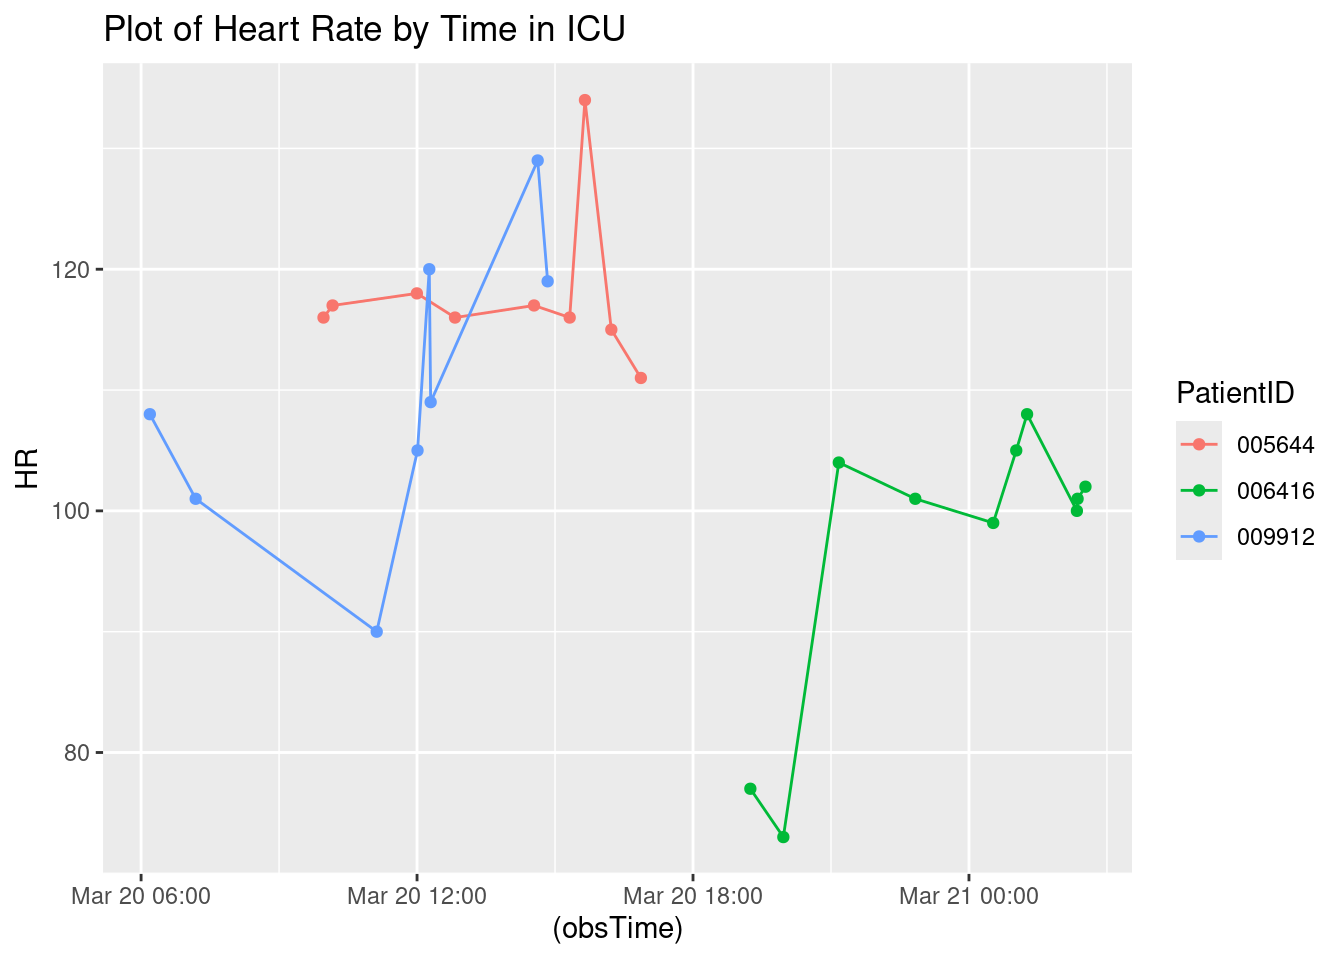 Plot of Heart Rate by Time in ICU
HR
120
100
80
Mar 20 06:00 Mar 20 12:00 Mar 20 18:00 Mar 21 00:00
(obsTime)
PatientID
005644
006416
009912